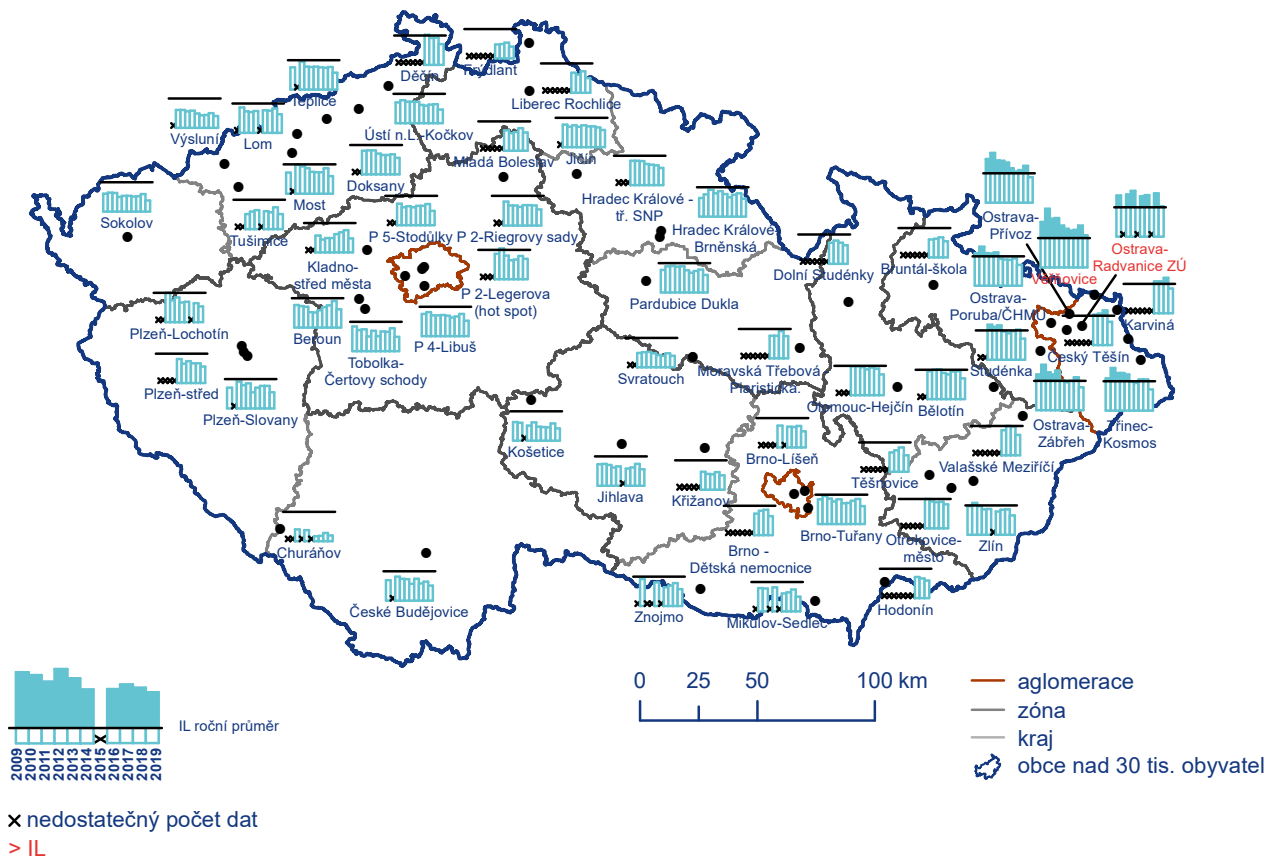 Děčín
Frýdlant
Teplice
Liberec Rochlice
Výsluní
Lom
Ústí n.L.-Kočkov
Mladá Boleslav
Jičín
Most
Doksany
Hradec Králové -
tř. SNP
Sokolov
Tušimice
P 5-Stodůlky
P 2-Riegrovy sady
Hradec Králové-
Brněnská
Ostrava-
Přívoz
Ostrava-
Radvanice ZÚ
Věřňovice
Kladno-
střed města
Dolní Studénky
Bruntál-škola
P 2-Legerova
(hot spot)
Pardubice Dukla
Ostrava-
Poruba/ČHMÚ
Karviná
Plzeň-Lochotín
Beroun
P 4-Libuš
Tobolka-
Čertovy schody
Svratouch
Moravská Třebová
Piaristická.
Český Těšín
Studénka
Plzeň-střed
Plzeň-Slovany
Olomouc-Hejčín
Bělotín
Ostrava-
Zábřeh
Třinec-
Kosmos
Košetice
Brno-Líšeň
Valašské Meziříčí
Těšnovice
Jihlava
Křižanov
Churáňov
Brno -
Dětská nemocnice
Brno-Tuřany
Otrokovice-
město
Zlín
České Budějovice
Znojmo
Mikulov-Sedlec
Hodonín
IL roční průměr
2009
2010
2011
2012
2013
2014
2015
2016
2017
2018
2019
0 25 50 100 km
aglomerace
zóna
kraj
obce nad 30 tis. obyvatel
× nedostatečný počet dat
> IL